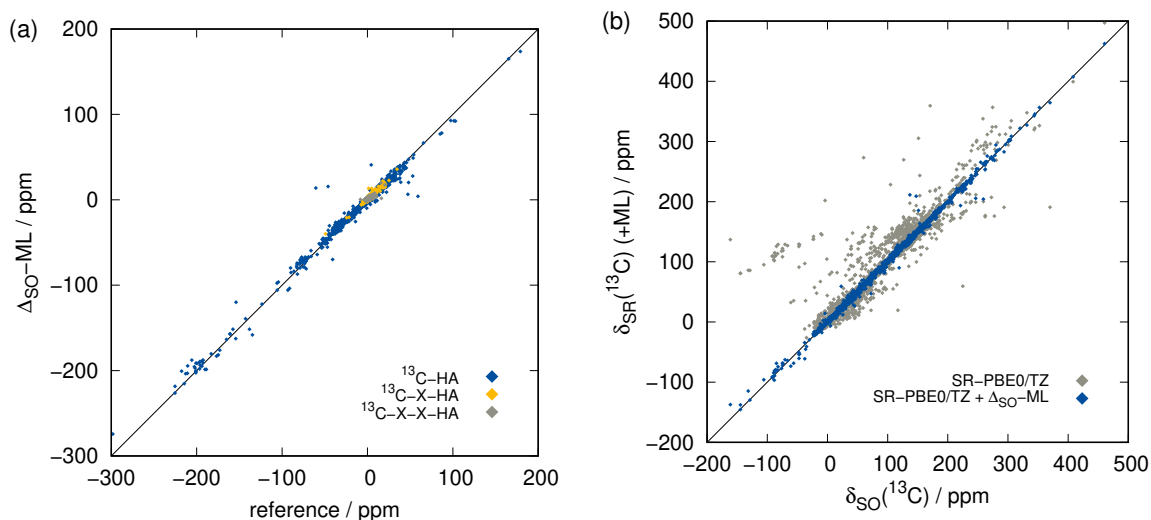 (a)
200
100
0
−100
−200
−300
Δ_SO−ML / ppm
−300 −200 −100 0 100 200
reference / ppm
¹³C−HA
¹³C−X−HA
¹³C−X−X−HA
(b)
500
400
300
200
100
0
−100
−200
δ_SR(¹³C) (+ML) / ppm
−200 −100 0 100 200 300 400 500
δ_SO(¹³C) / ppm
SR−PBE0/TZ
SR−PBE0/TZ + Δ_SO−ML